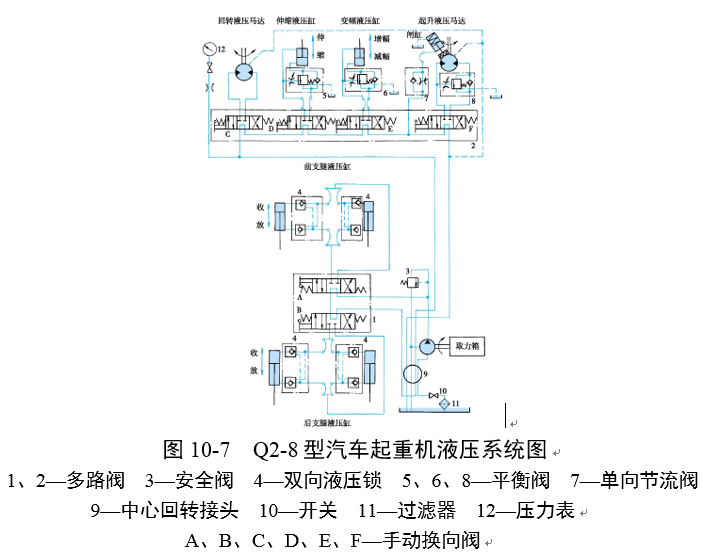 回转液压马达 伸缩液压缸 变幅液压缸 起升液压马达
12
伸
缩
增幅
减幅
闸缸
5
6
7
8
C
D
E
F
2
前支腿液压缸
4
4
收
放
3
A
B
1
取力箱
4
4
收
放
9
10
11
后支腿液压缸
图 10-7 Q2-8 型汽车起重机液压系统图
1、2—多路阀 3—安全阀 4—双向液压锁 5、6、8—平衡阀 7—单向节流阀
9—中心回转接头 10—开关 11—过滤器 12—压力表
A、B、C、D、E、F—手动换向阀